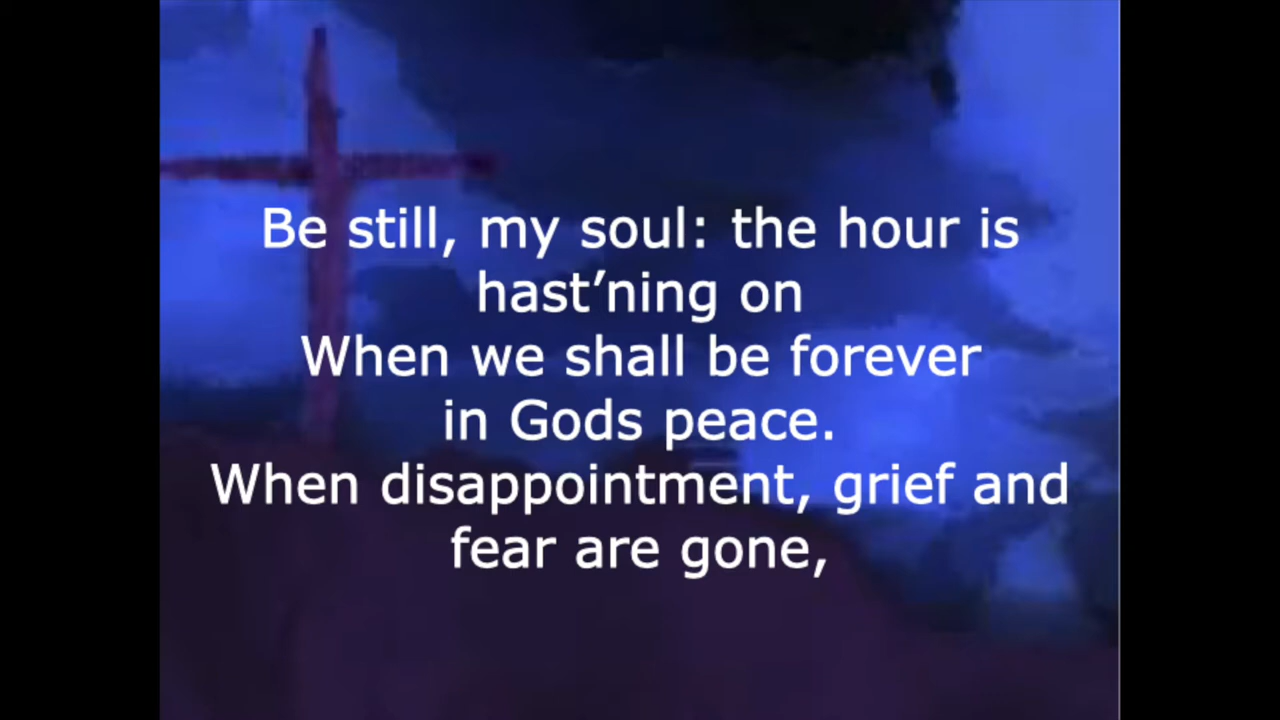 Be still, my soul: the hour is
hast’ning on
When we shall be forever
in Gods peace.
When disappointment, grief and
fear are gone,